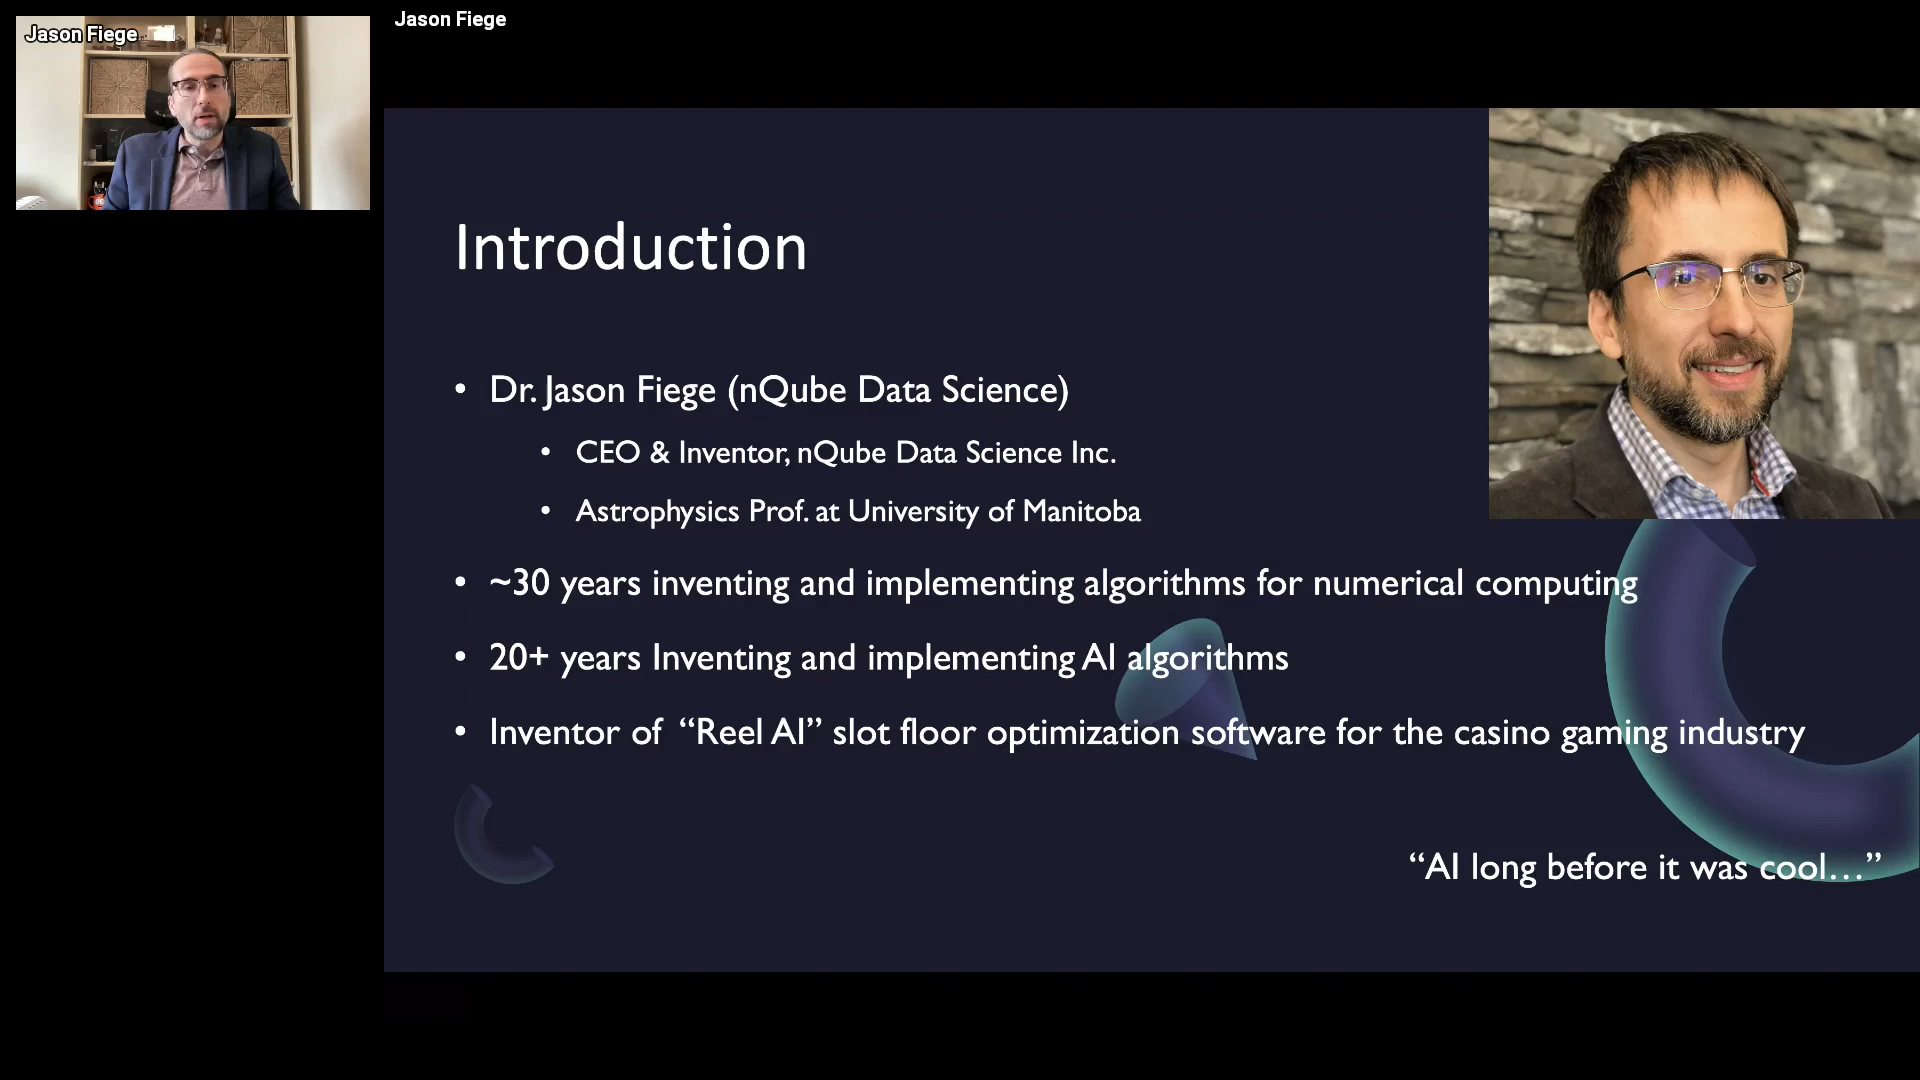 Jason Fiege
Jason Fiege
Introduction
• Dr. Jason Fiege (nQube Data Science)
• CEO & Inventor, nQube Data Science Inc.
• Astrophysics Prof. at University of Manitoba
• ~30 years inventing and implementing algorithms for numerical computing
• 20+ years Inventing and implementing AI algorithms
• Inventor of “Reel AI” slot floor optimization software for the casino gaming industry
“AI long before it was cool…”